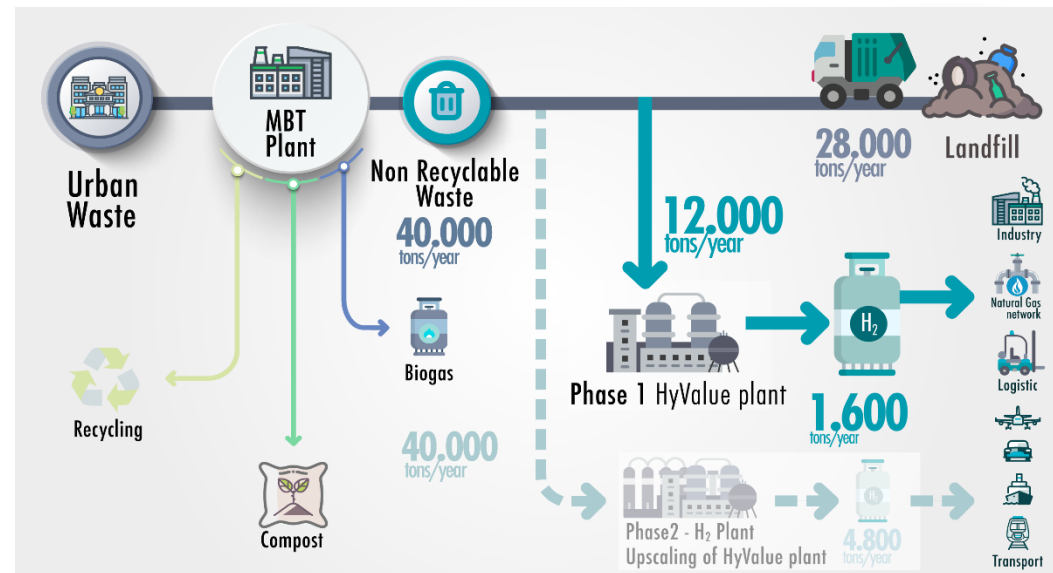 MBT
Plant
Urban
Waste
Non Recyclable
Waste
40.000
tons/year
28.000
tons/year
Landfill
12.000
tons/year
Industry
Natural Gas
network
H2
Biogas
Logistic
Phase 1 HyValue plant
1.600
tons/year
Recycling
40.000
tons/year
Compost
H2
Phase2 - H2 Plant
Upscaling of HyValue plant
4.800
tons/year
Transport